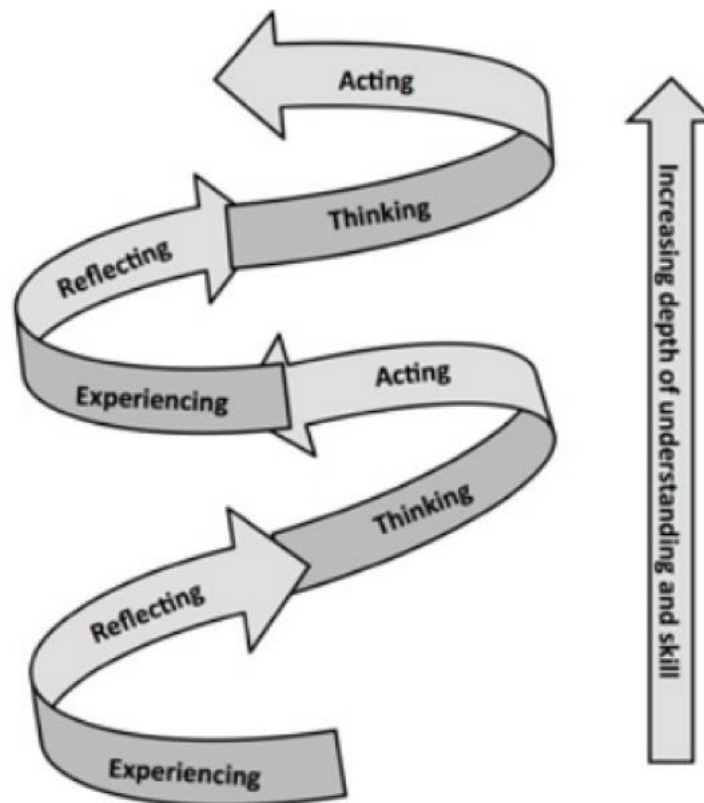 Acting
Thinking
Reflecting
Experiencing
Acting
Thinking
Reflecting
Experiencing
Increasing depth of understanding and skill